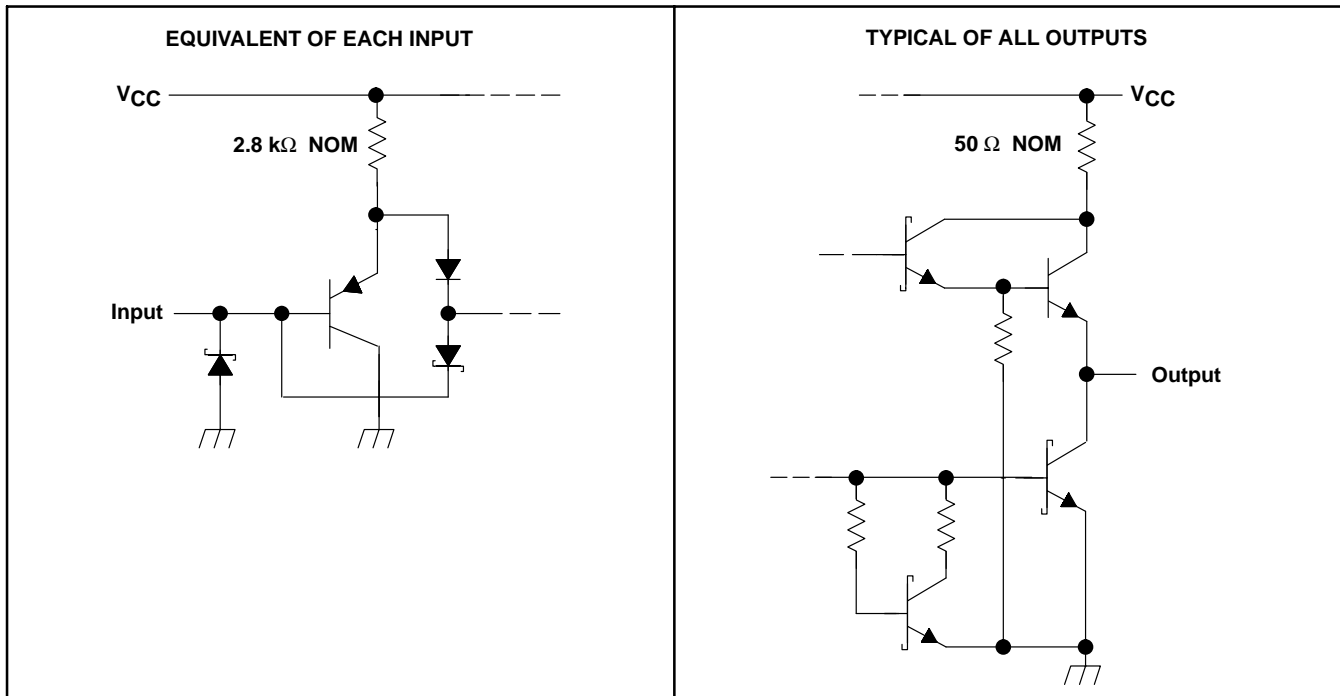 EQUIVALENT OF EACH INPUT
VCC
2.8 kΩ NOM
Input
TYPICAL OF ALL OUTPUTS
VCC
50 Ω NOM
Output